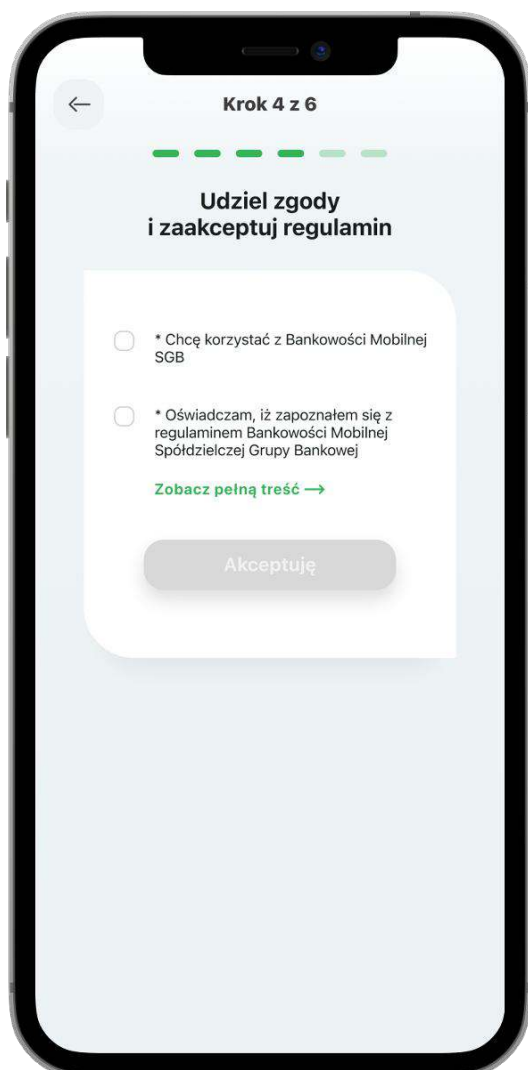 Krok 4 z 6
Udziel zgody
i zaakceptuj regulamin
* Chcę korzystać z Bankowości Mobilnej
SGB
* Oświadczam, iż zapoznałem się z
regulaminem Bankowości Mobilnej
Spółdzielczej Grupy Bankowej
Zobacz pełną treść →
Akceptuję